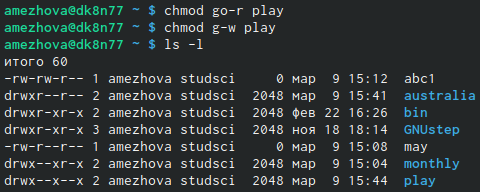 amezhova@dk8n77 ~ $ chmod go-r play
amezhova@dk8n77 ~ $ chmod g-w play
amezhova@dk8n77 ~ $ ls -l
итого 60
-rw-rw-r-- 1 amezhova studsci    0 мар  9 15:12 abc1
drwxr--r-- 2 amezhova studsci 2048 мар  9 15:41 australia
drwxr-xr-x 2 amezhova studsci 2048 фев 22 16:26 bin
drwxr-xr-x 3 amezhova studsci 2048 ноя 18 18:14 GNUstep
-rw-r--r-- 1 amezhova studsci    0 мар  9 15:08 may
drwx--x--x 2 amezhova studsci 2048 мар  9 15:04 monthly
drwx--x--x 2 amezhova studsci 2048 мар  9 15:44 play